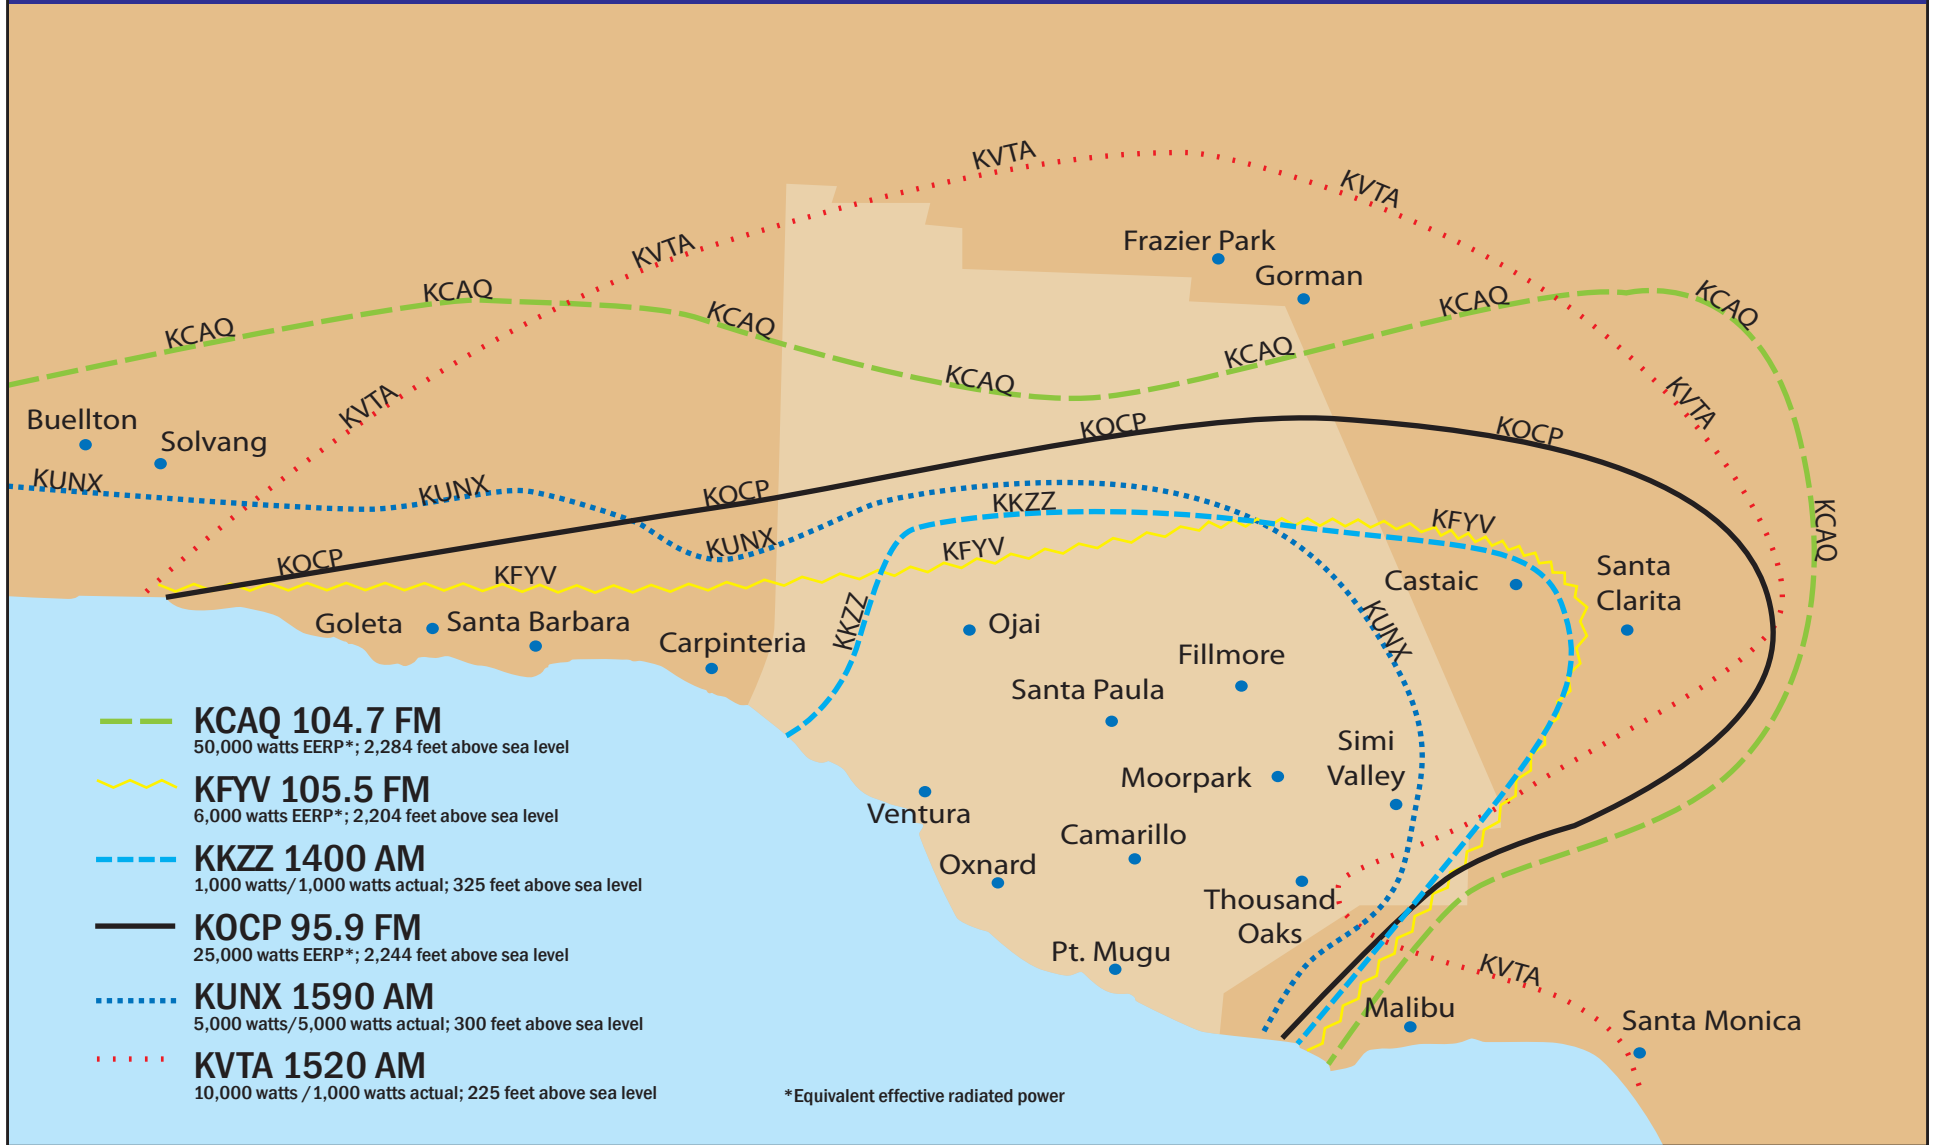 KVTA
KVTA
KVTA
Frazier Park
Gorman
KCAQ
KCAQ
KCAQ
KCAQ
KCAQ
KCAQ
KCAQ
KCAQ
KVTA
KVTA
Buellton
Solvang
KOCP
KOCP
KUNX
KUNX
KOCP
KKZZ
KFYV
KUNX
KFYV
KOCP
KFYV
Castaic
Santa
Clarita
Goleta
Santa Barbara
Carpinteria
KKZZ
Ojai
KUNX
Fillmore
Santa Paula
Simi
Valley
Moorpark
Ventura
Camarillo
Oxnard
Thousand
Oaks
Pt. Mugu
KVTA
Malibu
Santa Monica
KCAQ 104.7 FM
50,000 watts EERP*; 2,284 feet above sea level
KFYV 105.5 FM
6,000 watts EERP*; 2,204 feet above sea level
KKZZ 1400 AM
1,000 watts/1,000 watts actual; 325 feet above sea level
KOCP 95.9 FM
25,000 watts EERP*; 2,244 feet above sea level
KUNX 1590 AM
5,000 watts/5,000 watts actual; 300 feet above sea level
KVTA 1520 AM
10,000 watts /1,000 watts actual; 225 feet above sea level
*Equivalent effective radiated power